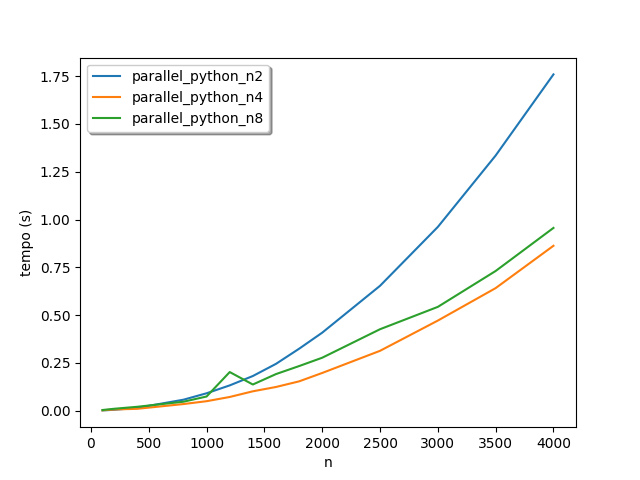 parallel_python_n2
parallel_python_n4
parallel_python_n8
tempo (s)
1.75
1.50
1.25
1.00
0.75
0.50
0.25
0.00
0 500 1000 1500 2000 2500 3000 3500 4000
n